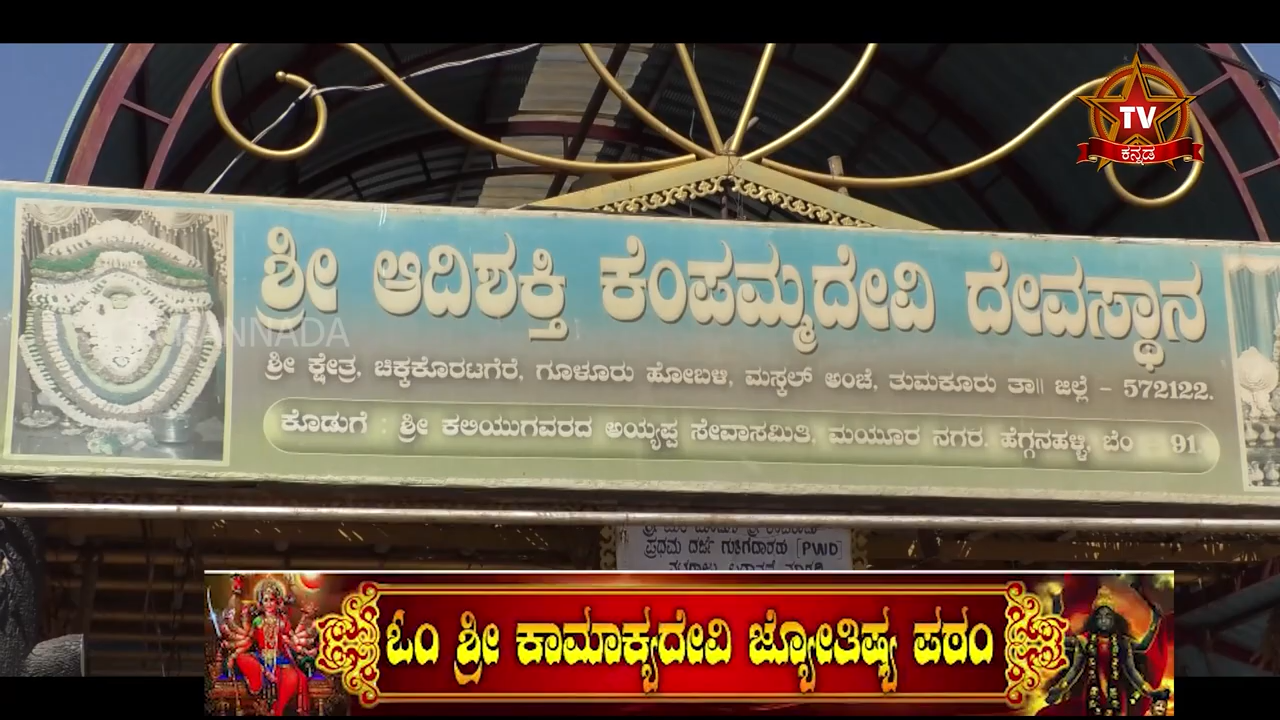 TV
ಕನ್ನಡ
ಶ್ರೀ ಆದಿಶಕ್ತಿ ಕೆಂಪಮ್ಮದೇವಿ ದೇವಸ್ಥಾನ
KANNADA
ಶ್ರೀ ಕ್ಷೇತ್ರ, ಚಿಕ್ಕಕೊರಟಗೆರೆ, ಗೂಳೂರು ಹೋಬಳಿ, ಮಸ್ಕಲ್ ಅಂಚೆ, ತುಮಕೂರು ತಾ॥ ಜಿಲ್ಲೆ - 572122.
ಕೊಡುಗೆ : ಶ್ರೀ ಕಲಿಯುಗವರದ ಅಯ್ಯಪ್ಪ ಸೇವಾಸಮಿತಿ, ಮಯೂರ ನಗರ. ಹೆಗ್ಗನಹಳ್ಳಿ, ಬೆಂ - 91.
ಪ್ರಥಮ ದರ್ಜೆ ಗುತ್ತಿಗೆದಾರರು [PWD]
ಓಂ ಶ್ರೀ ಕಾಮಾಕ್ಯದೇವಿ ಜ್ಯೋತಿಷ್ಯ ಪಠಂ